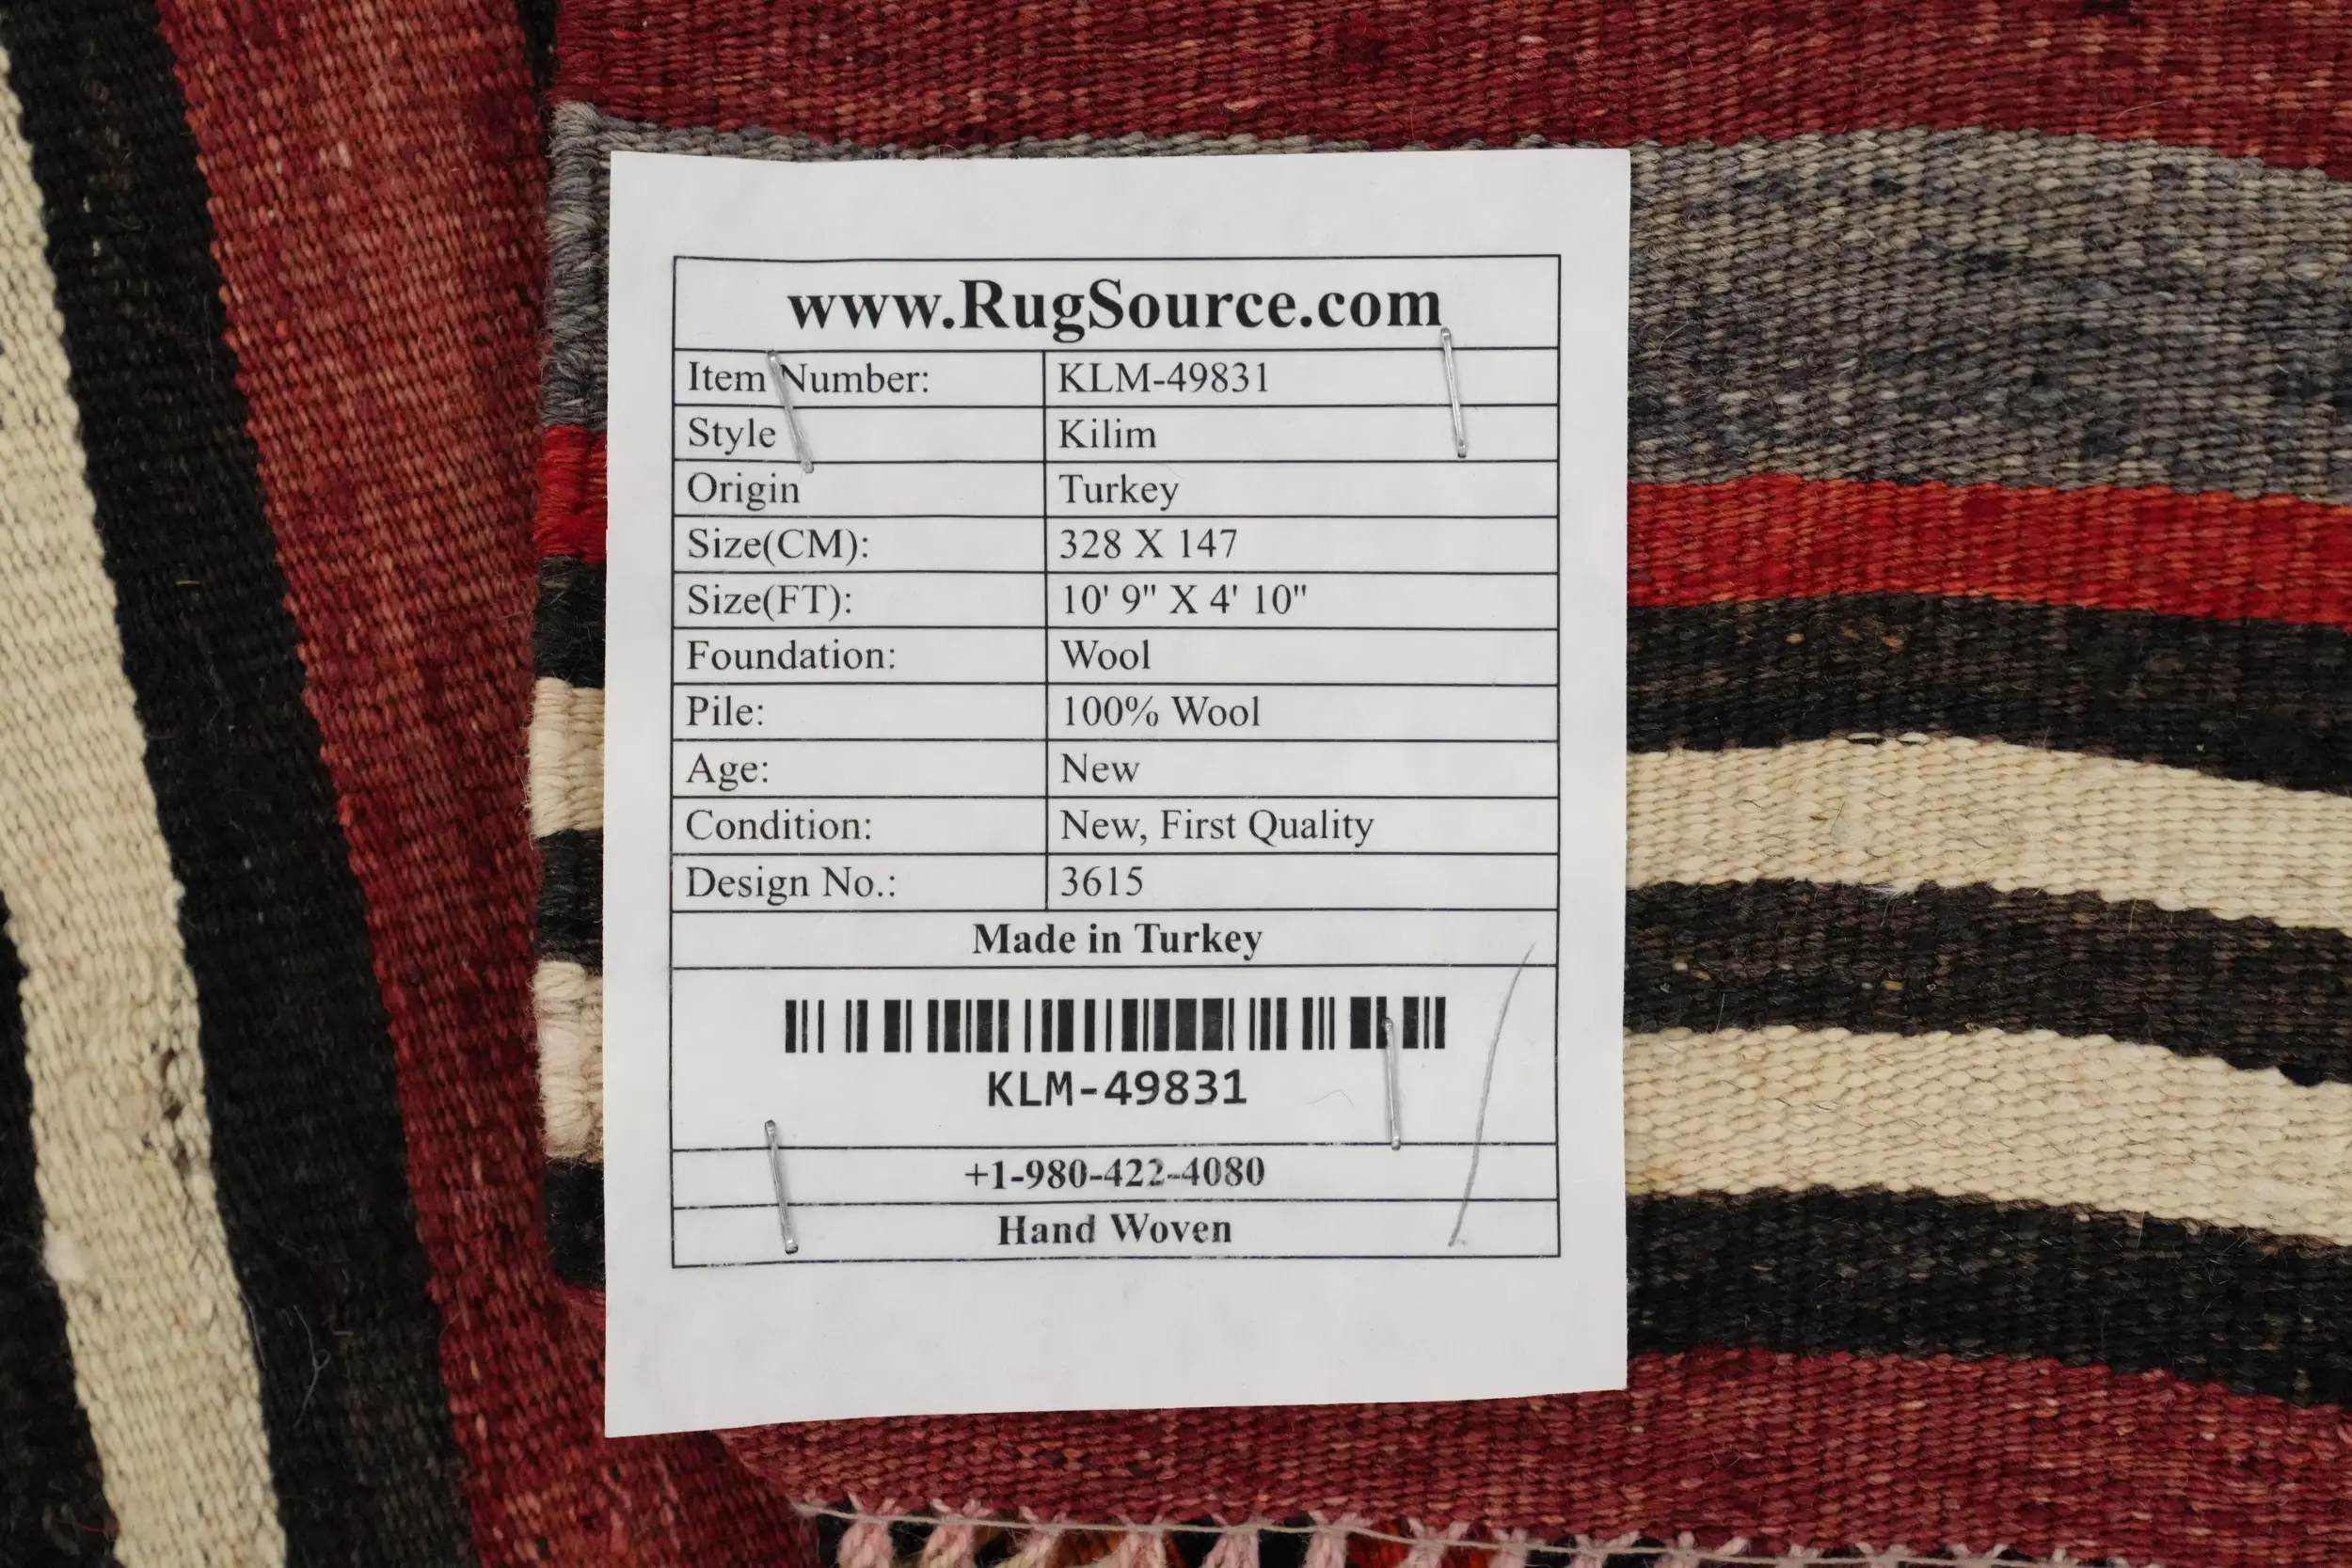 www.RugSource.com
Item Number: KLM-49831
Style Kilim
Origin Turkey
Size(CM): 328 X 147
Size(FT): 10' 9" X 4' 10"
Foundation: Wool
Pile: 100% Wool
Age: New
Condition: New, First Quality
Design No.: 3615
Made in Turkey
KLM-49831
+1-980-422-4080
Hand Woven